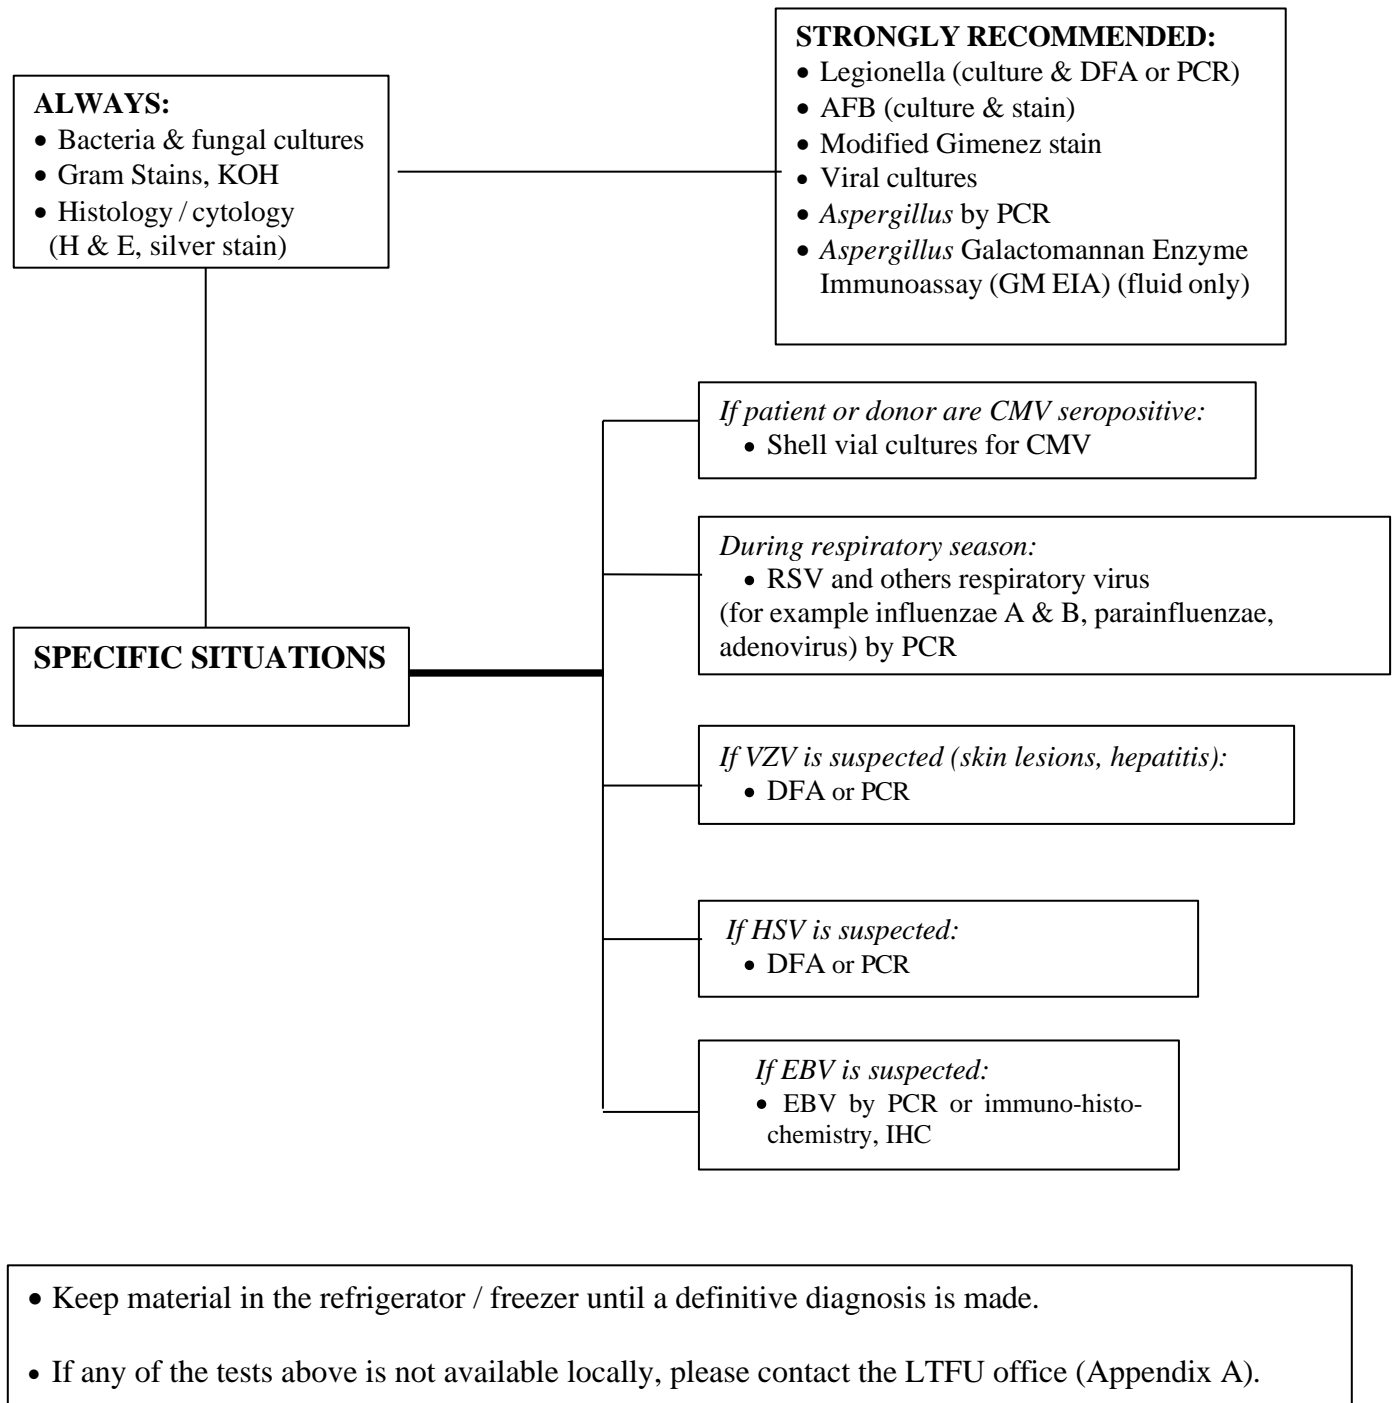 ALWAYS:
• Bacteria & fungal cultures
• Gram Stains, KOH
• Histology / cytology
(H & E, silver stain)
STRONGLY RECOMMENDED:
• Legionella (culture & DFA or PCR)
• AFB (culture & stain)
• Modified Gimenez stain
• Viral cultures
• Aspergillus by PCR
• Aspergillus Galactomannan Enzyme
Immunoassay (GM EIA) (fluid only)
SPECIFIC SITUATIONS
If patient or donor are CMV seropositive:
• Shell vial cultures for CMV
During respiratory season:
• RSV and others respiratory virus
(for example influenzae A & B, parainfluenzae,
adenovirus) by PCR
If VZV is suspected (skin lesions, hepatitis):
• DFA or PCR
If HSV is suspected:
• DFA or PCR
If EBV is suspected:
• EBV by PCR or immuno-histo-
chemistry, IHC
• Keep material in the refrigerator / freezer until a definitive diagnosis is made.
• If any of the tests above is not available locally, please contact the LTFU office (Appendix A).